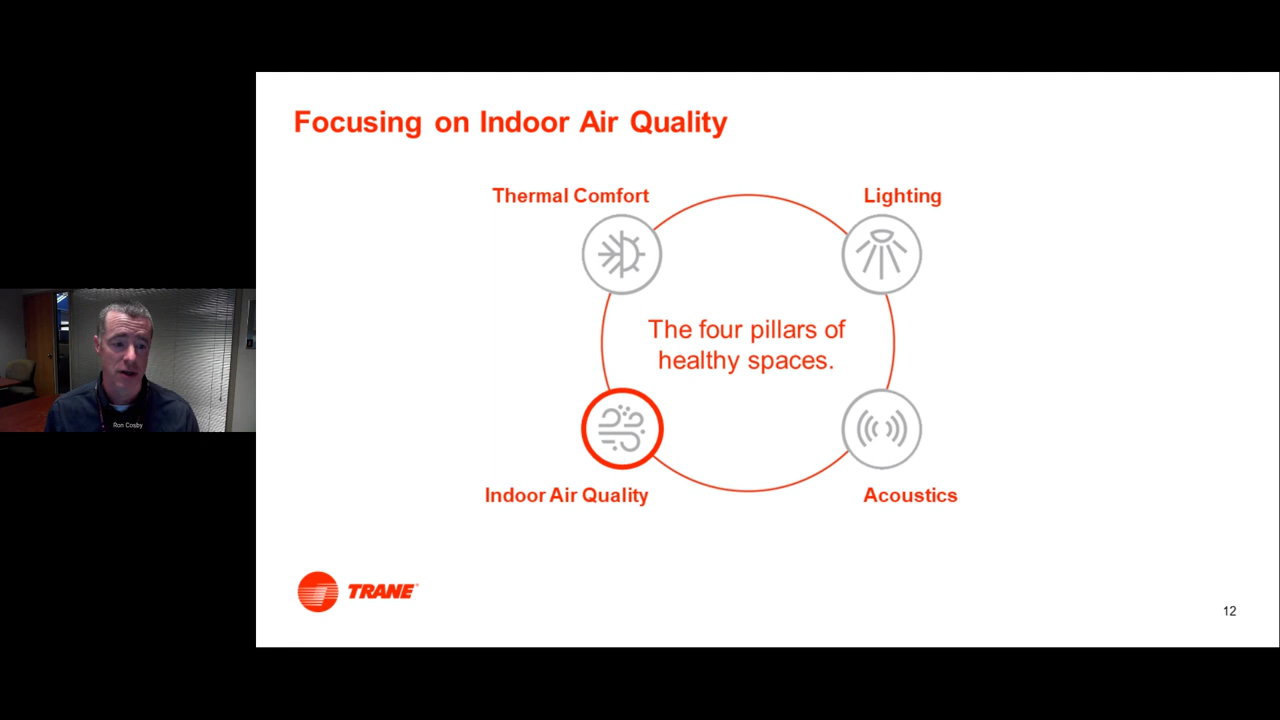 Focusing on Indoor Air Quality
Thermal Comfort
Lighting
The four pillars of
healthy spaces.
Indoor Air Quality
Acoustics
TRANE
12
Ron Cosby